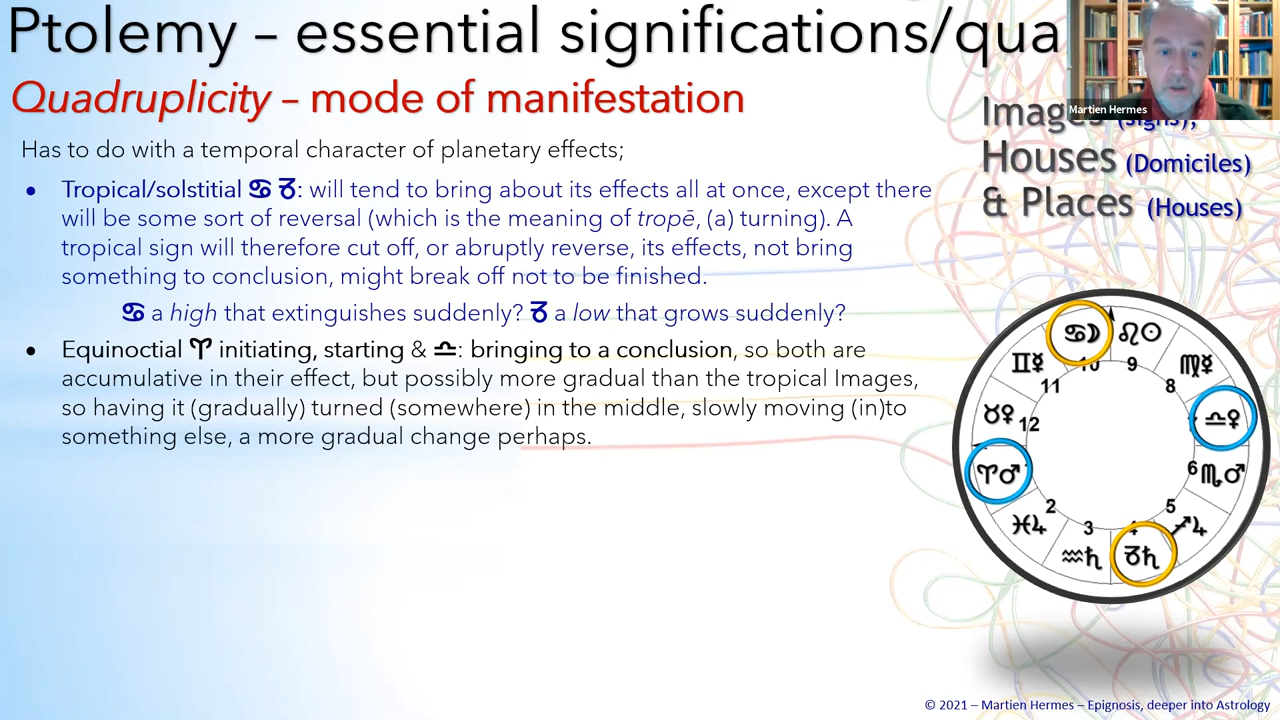 Ptolemy – essential significations/qua
Martien Hermes
Quadruplicity – mode of manifestation
Images (signs),
Houses (Domiciles)
& Places (Houses)
Has to do with a temporal character of planetary effects;
• Tropical/solstitial ♋ ♑: will tend to bring about its effects all at once, except there
will be some sort of reversal (which is the meaning of tropē, (a) turning). A
tropical sign will therefore cut off, or abruptly reverse, its effects, not bring
something to conclusion, might break off not to be finished.
♋ a high that extinguishes suddenly? ♑ a low that grows suddenly?
• Equinoctial ♈ initiating, starting & ♎: bringing to a conclusion, so both are
accumulative in their effect, but possibly more gradual than the tropical Images,
so having it (gradually) turned (somewhere) in the middle, slowly moving (in)to
something else, a more gradual change perhaps.
♋☽ ♌☉
10 9
♊☿ ♍☿
11 8
♉♀ 12 ♎♀
♈♂ 6 ♏♂
2 5
♓♃ 3 4 ♐♃
♒♄ ♑♄
© 2021 – Martien Hermes – Epignosis, deeper into Astrology